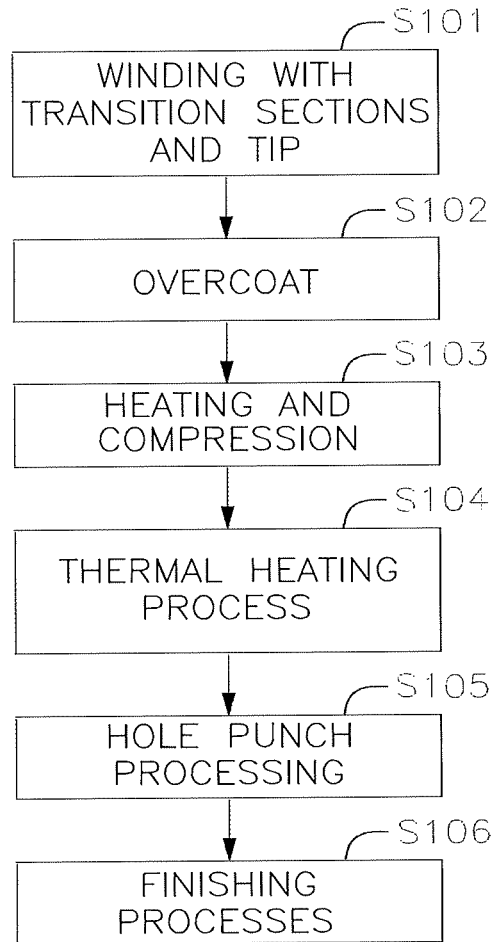 S101
WINDING WITH
TRANSITION SECTIONS
AND TIP
S102
OVERCOAT
S103
HEATING AND
COMPRESSION
S104
THERMAL HEATING
PROCESS
S105
HOLE PUNCH
PROCESSING
S106
FINISHING
PROCESSES